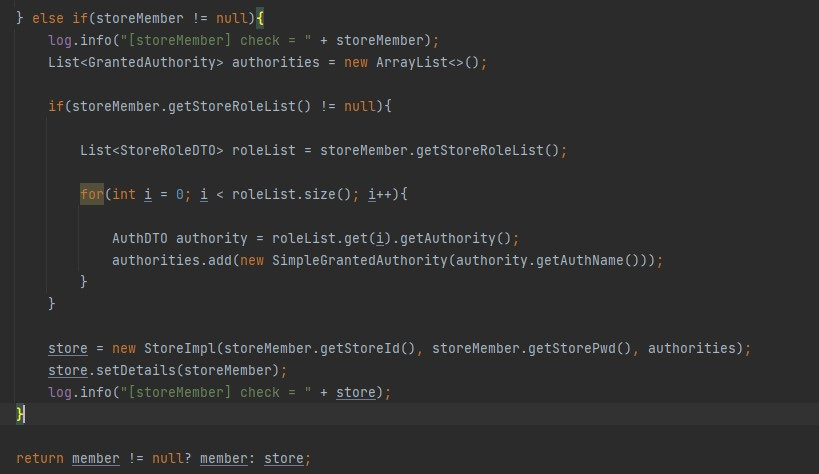 } else if(storeMember != null){
log.info("[storeMember] check = " + storeMember);
List<GrantedAuthority> authorities = new ArrayList<>();
if(storeMember.getStoreRoleList() != null){
List<StoreRoleDTO> roleList = storeMember.getStoreRoleList();
for(int i = 0; i < roleList.size(); i++){
AuthDTO authority = roleList.get(i).getAuthority();
authorities.add(new SimpleGrantedAuthority(authority.getAuthName()));
}
}
store = new StoreImpl(storeMember.getStoreId(), storeMember.getStorePwd(), authorities);
store.setDetails(storeMember);
log.info("[storeMember] check = " + store);
}
return member != null? member: store;